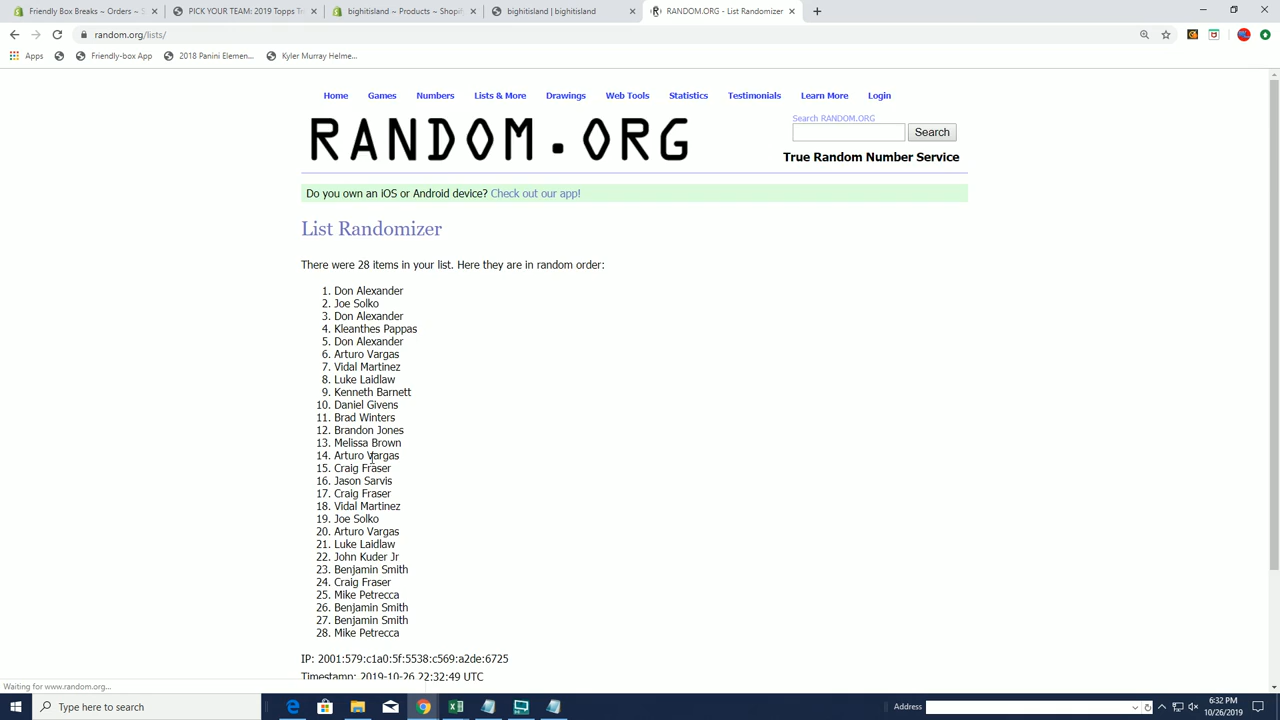 Friendly Box Breaks ~ Orders ~ S
PICK YOUR TEAM: 2019 Topps T
bightisland ~ Products ~ Shopif
bightisland | bightisland
RANDOM.ORG - List Randomizer
random.org/lists/
Apps
Friendly-box App
2018 Panini Elemen...
Kyler Murray Helme...
Home Games Numbers Lists & More Drawings Web Tools Statistics Testimonials Learn More Login
RANDOM.ORG
Search RANDOM.ORG
Search
True Random Number Service
Do you own an iOS or Android device? Check out our app!
List Randomizer
There were 28 items in your list. Here they are in random order:
1. Don Alexander
2. Joe Solko
3. Don Alexander
4. Kleanthes Pappas
5. Don Alexander
6. Arturo Vargas
7. Vidal Martinez
8. Luke Laidlaw
9. Kenneth Barnett
10. Daniel Givens
11. Brad Winters
12. Brandon Jones
13. Melissa Brown
14. Arturo Vargas
15. Craig Fraser
16. Jason Sarvis
17. Craig Fraser
18. Vidal Martinez
19. Joe Solko
20. Arturo Vargas
21. Luke Laidlaw
22. John Kuder Jr
23. Benjamin Smith
24. Craig Fraser
25. Mike Petrecca
26. Benjamin Smith
27. Benjamin Smith
28. Mike Petrecca
IP: 2001:579:c1a0:5f:5538:c569:a2de:6725
Timestamp: 2019-10-26 22:32:49 UTC
Waiting for www.random.org...
Type here to search
Address
6:32 PM
10/26/2019